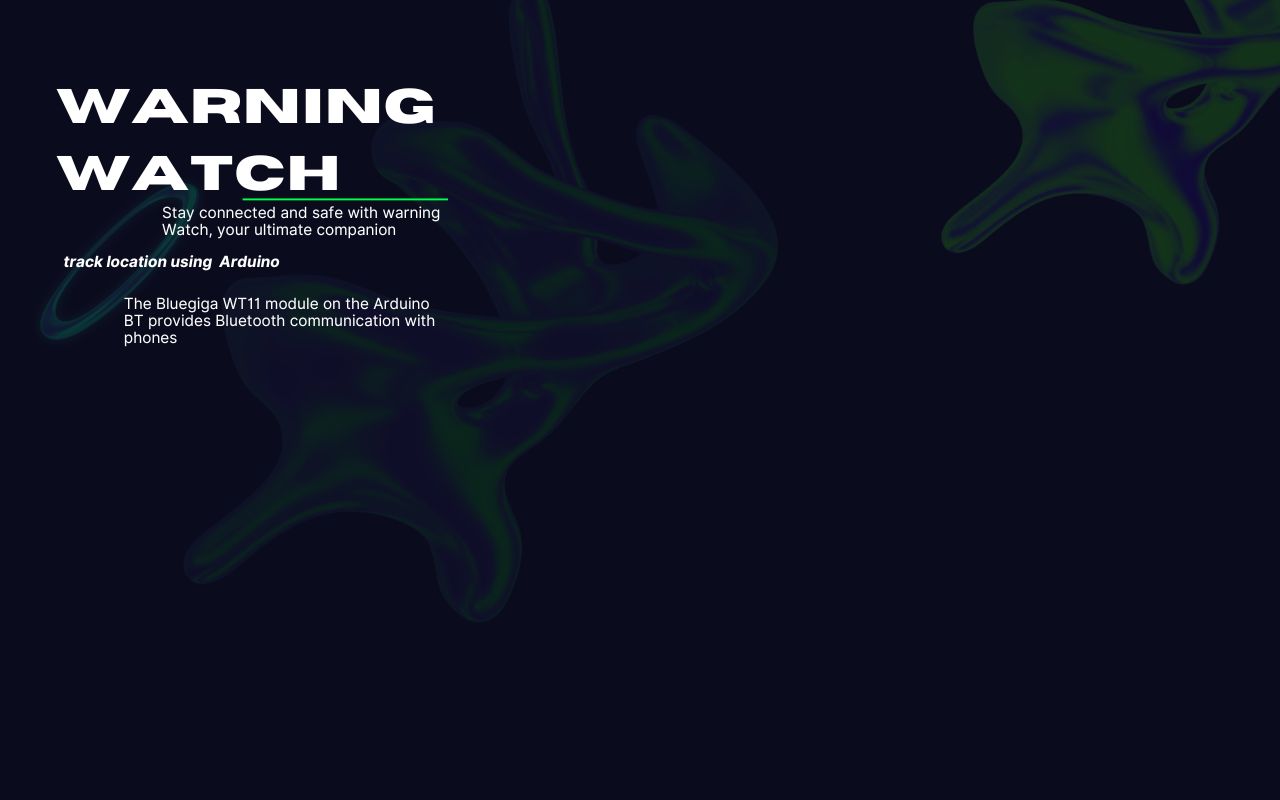 WARNING
WATCH
Stay connected and safe with warning
Watch, your ultimate companion
track location using Arduino
The Bluegiga WT11 module on the Arduino
BT provides Bluetooth communication with
phones